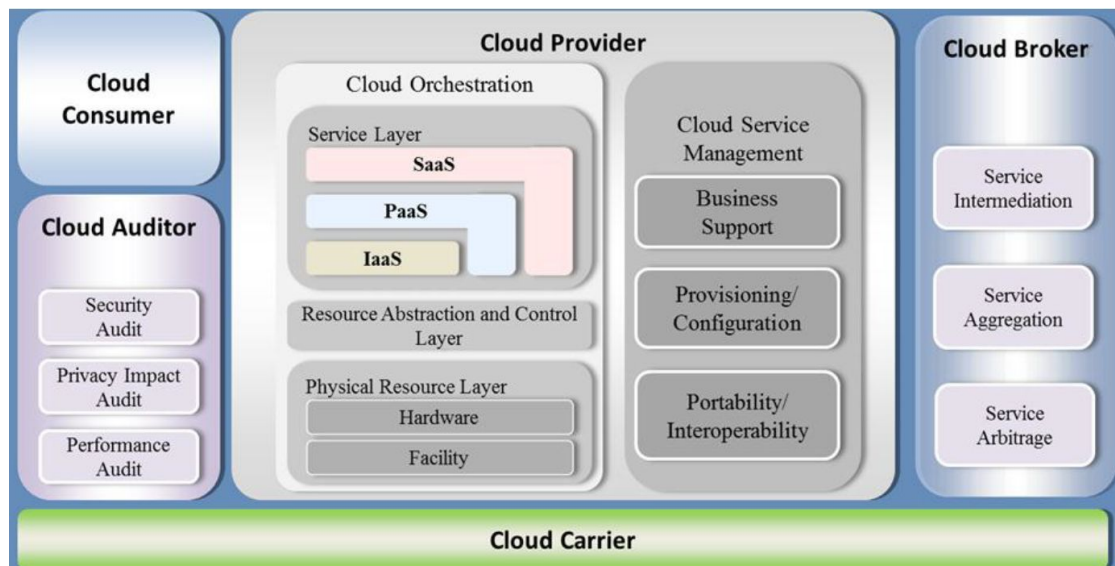 Cloud
Consumer
Cloud Auditor
Security
Audit
Privacy Impact
Audit
Performance
Audit
Cloud Provider
Cloud Orchestration
Service Layer
SaaS
PaaS
IaaS
Resource Abstraction and Control
Layer
Physical Resource Layer
Hardware
Facility
Cloud Service
Management
Business
Support
Provisioning/
Configuration
Portability/
Interoperability
Cloud Broker
Service
Intermediation
Service
Aggregation
Service
Arbitrage
Cloud Carrier